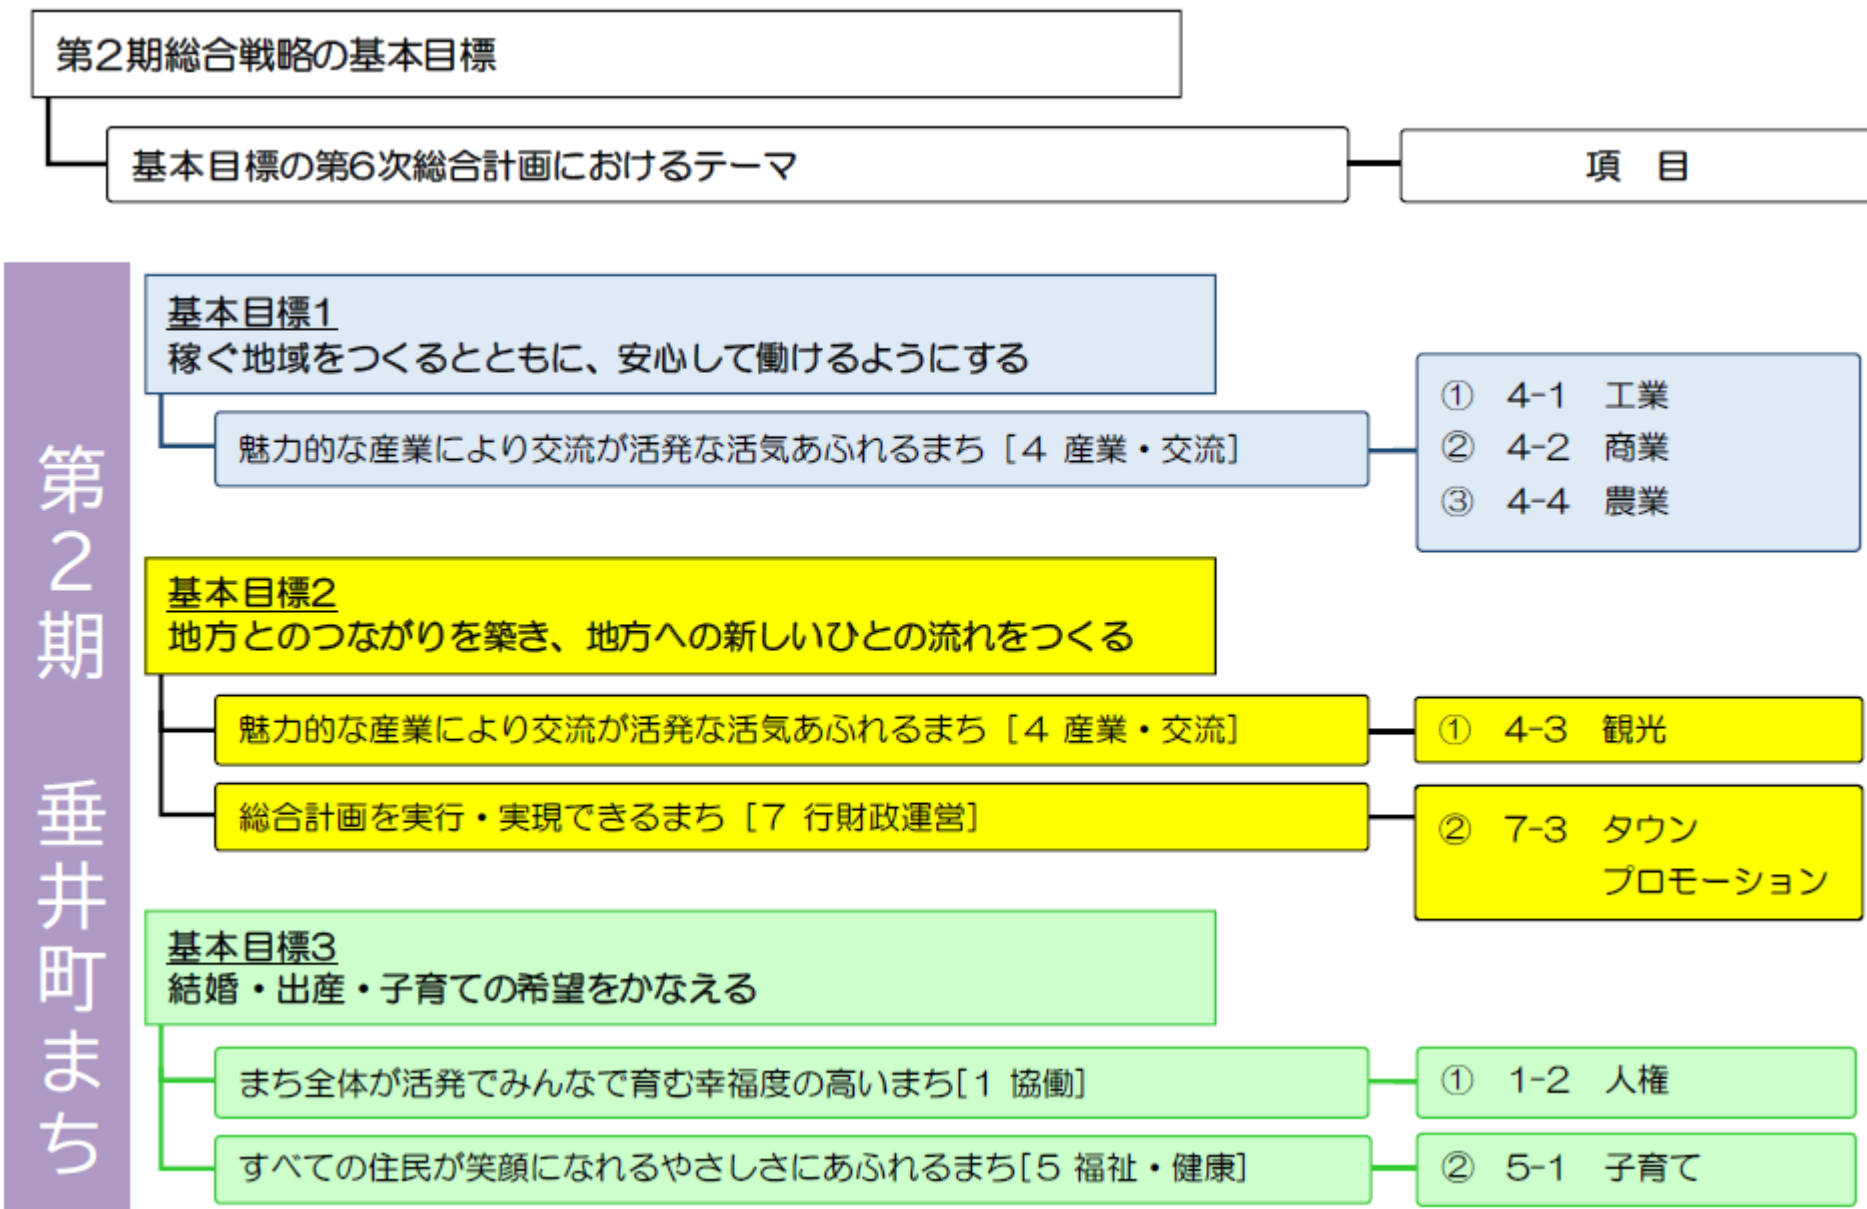 第2期総合戦略の基本目標
基本目標の第6次総合計画におけるテーマ
項 目
第2期 垂井町まち
基本目標1
稼ぐ地域をつくるとともに、安心して働けるようにする
魅力的な産業により交流が活発な活気あふれるまち [4 産業・交流]
① 4-1 工業
② 4-2 商業
③ 4-4 農業
基本目標2
地方とのつながりを築き、地方への新しいひとの流れをつくる
魅力的な産業により交流が活発な活気あふれるまち [4 産業・交流]
① 4-3 観光
総合計画を実行・実現できるまち [7 行財政運営]
② 7-3 タウン
プロモーション
基本目標3
結婚・出産・子育ての希望をかなえる
まち全体が活発でみんなで育む幸福度の高いまち[1 協働]
① 1-2 人権
すべての住民が笑顔になれるやさしさにあふれるまち[5 福祉・健康]
② 5-1 子育て